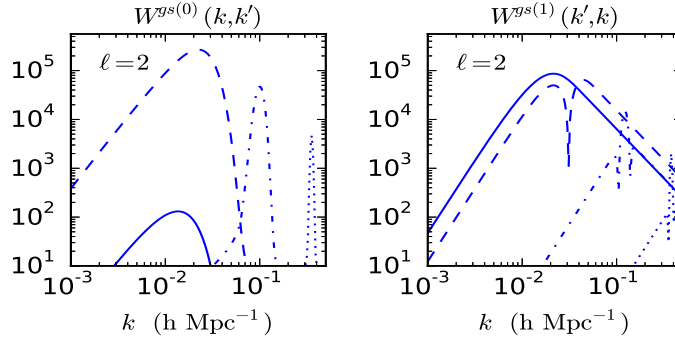 W^{gs(0)}(k,k′) W^{gs(1)}(k′,k)
ℓ=2 ℓ=2
10^5 10^5
10^4 10^4
10^3 10^3
10^2 10^2
10^1 10^1
10^{-3} 10^{-2} 10^{-1} 10^{-3} 10^{-2} 10^{-1}
k (h Mpc^{-1}) k (h Mpc^{-1})